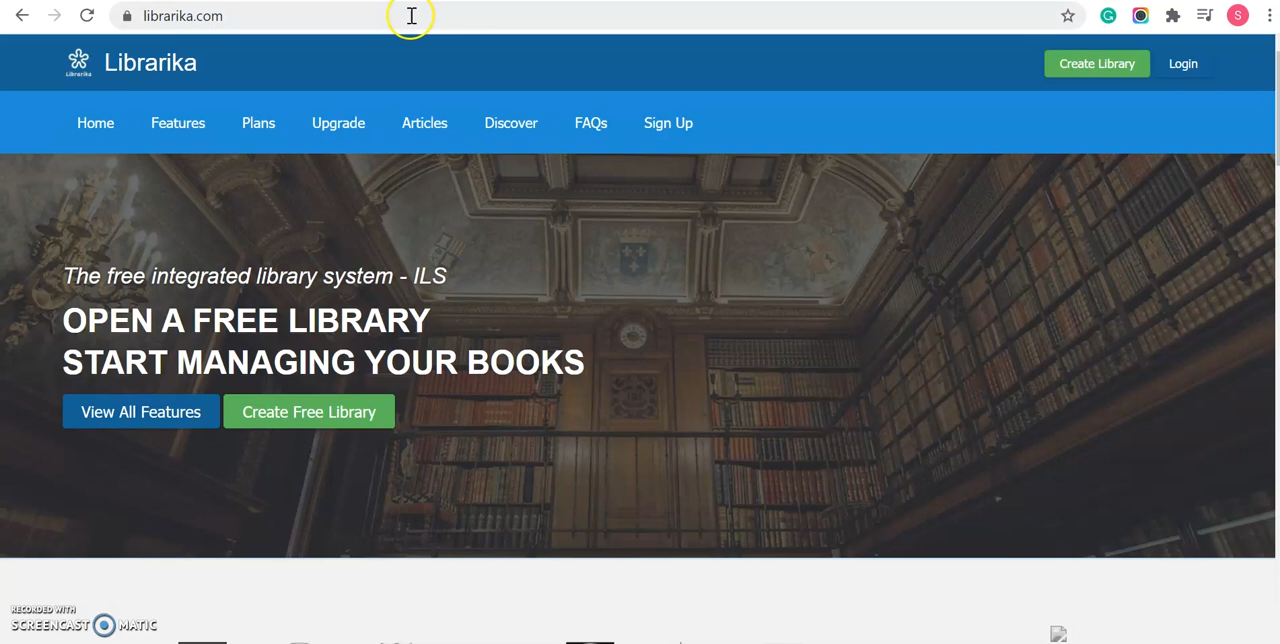 librarika.com
S
Librarika
Librarika
Create Library
Login
Home
Features
Plans
Upgrade
Articles
Discover
FAQs
Sign Up
The free integrated library system - ILS
OPEN A FREE LIBRARY
START MANAGING YOUR BOOKS
View All Features
Create Free Library
RECORDED WITH
SCREENCAST MATIC